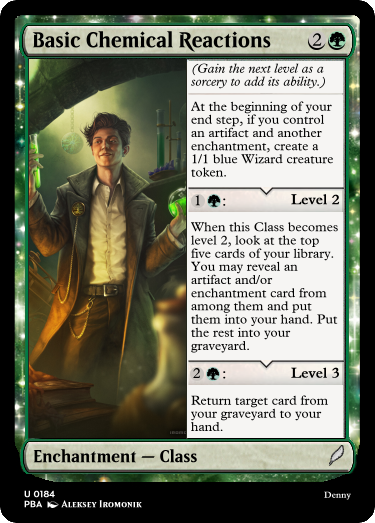 Basic Chemical Reactions 2
(Gain the next level as a
sorcery to add its ability.)
At the beginning of your
end step, if you control
an artifact and another
enchantment, create a
1/1 blue Wizard creature
token.
1 : Level 2
When this Class becomes
level 2, look at the top
five cards of your library.
You may reveal an
artifact and/or
enchantment card from
among them and put
them into your hand. Put
the rest into your
graveyard.
2 : Level 3
Return target card from
your graveyard to your
hand.
Enchantment — Class
U 0184
PBA Aleksey Iromonik
Denny